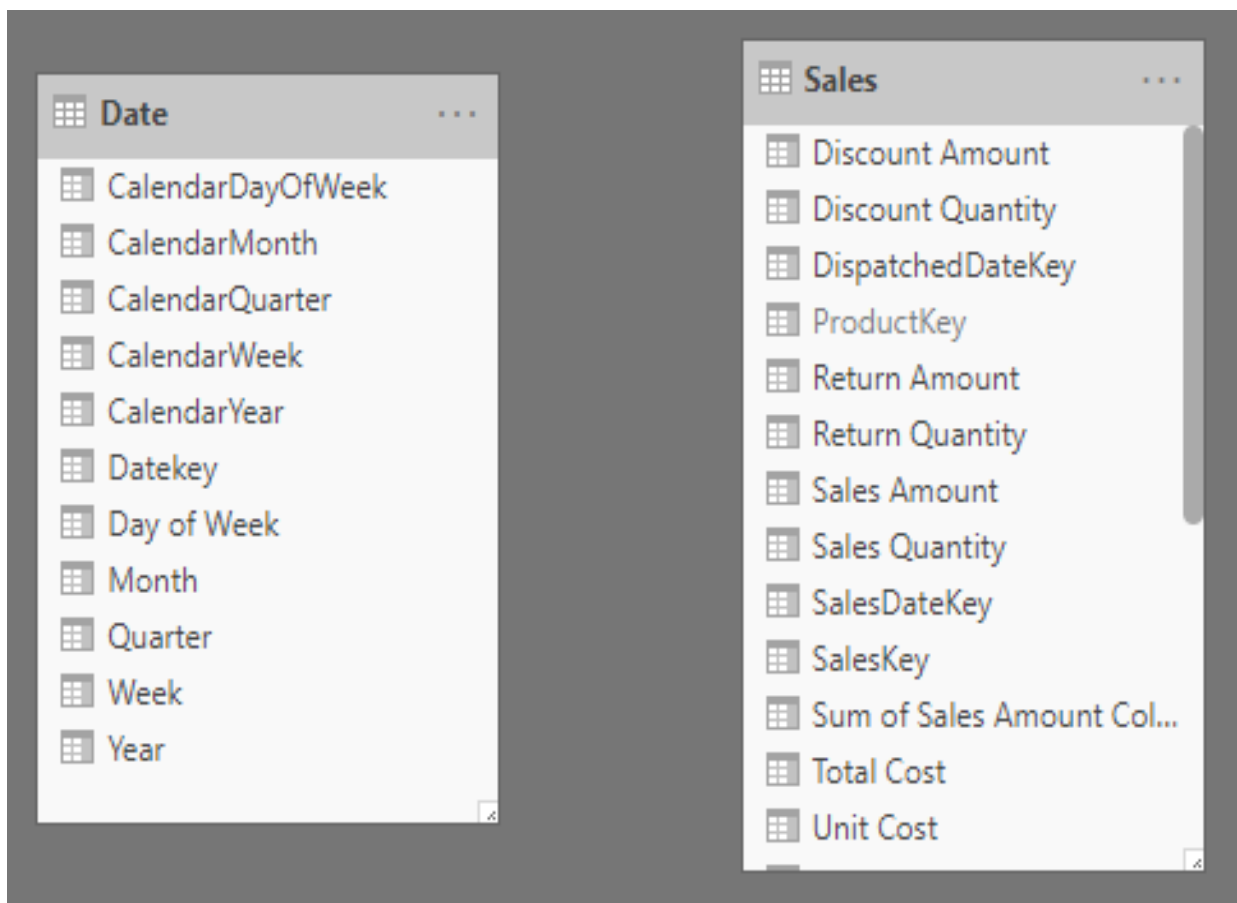 Date
CalendarDayOfWeek
CalendarMonth
CalendarQuarter
CalendarWeek
CalendarYear
Datekey
Day of Week
Month
Quarter
Week
Year
Sales
Discount Amount
Discount Quantity
DispatchedDateKey
ProductKey
Return Amount
Return Quantity
Sales Amount
Sales Quantity
SalesDateKey
SalesKey
Sum of Sales Amount Col...
Total Cost
Unit Cost